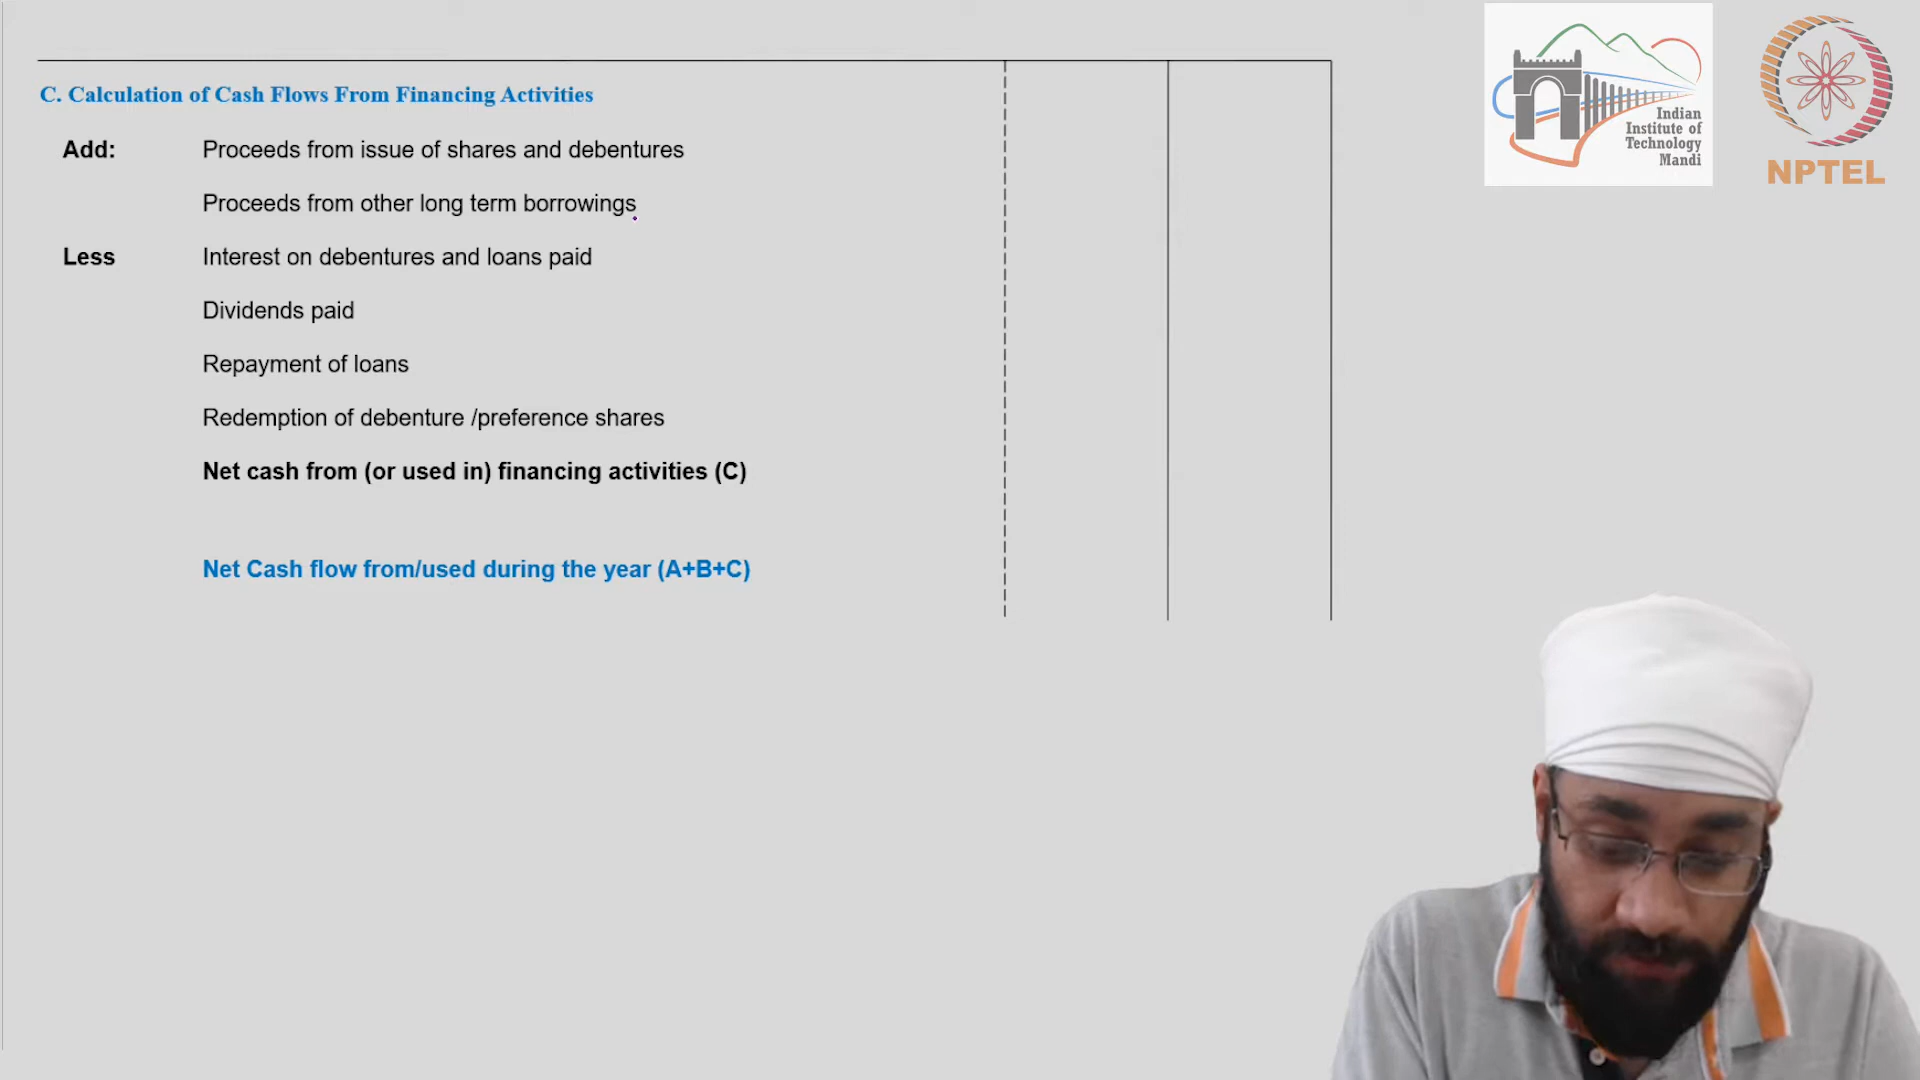 C. Calculation of Cash Flows From Financing Activities
Add: Proceeds from issue of shares and debentures
Proceeds from other long term borrowings
Less Interest on debentures and loans paid
Dividends paid
Repayment of loans
Redemption of debenture /preference shares
Net cash from (or used in) financing activities (C)
Net Cash flow from/used during the year (A+B+C)
Indian
Institute of
Technology
Mandi
NPTEL